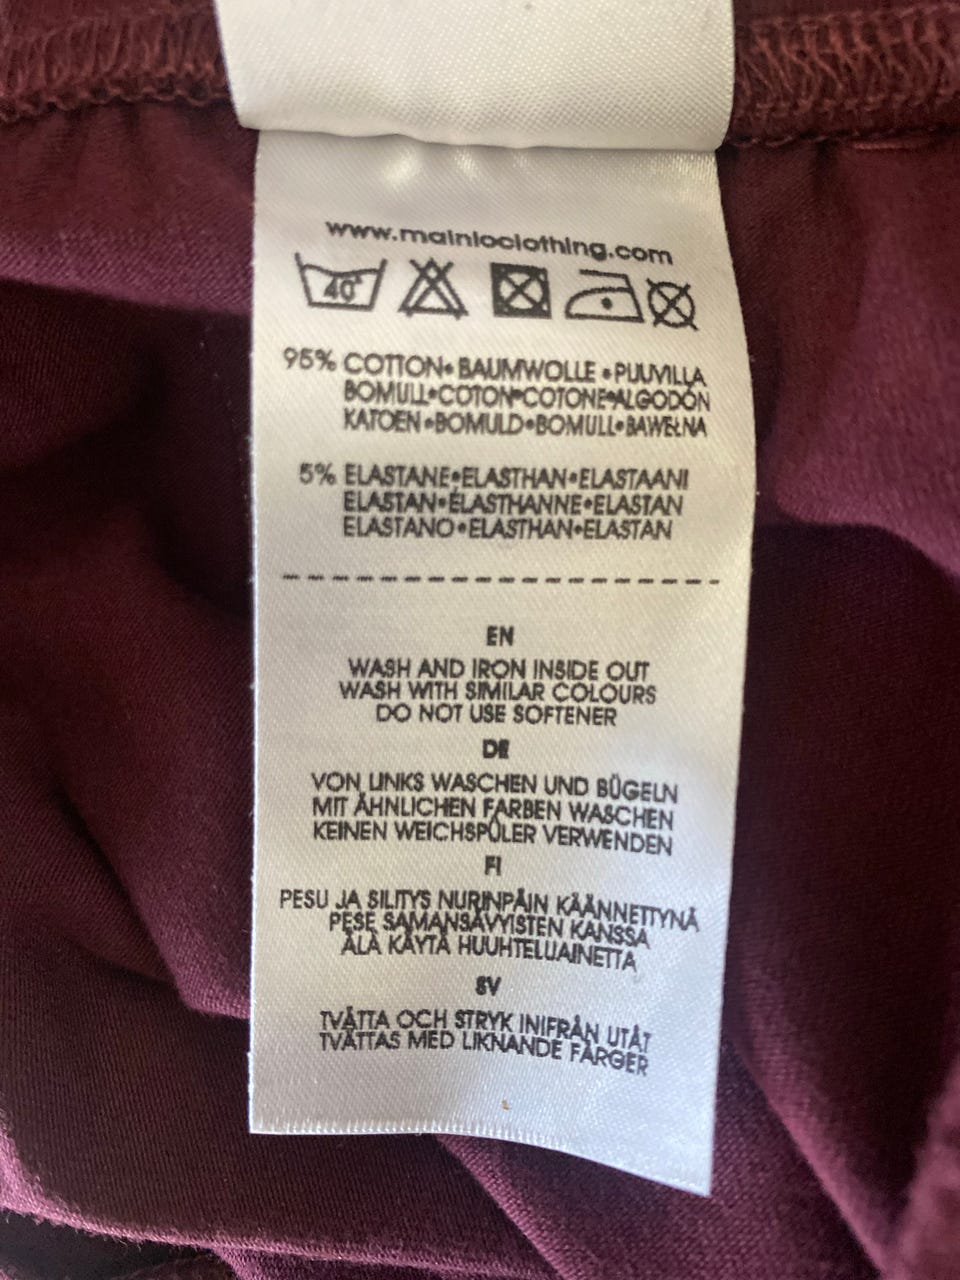 www.mainioclothing.com
40°
95% COTTON•BAUMWOLLE•PUUVILLA
BOMULL•COTON•COTONE•ALGODÓN
KATOEN•BOMULD•BOMULL•BAWEŁNA
5% ELASTANE•ELASTHAN•ELASTAANI
ELASTAN•ÉLASTHANNE•ELASTAN
ELASTANO•ELASTHAN•ELASTAN
EN
WASH AND IRON INSIDE OUT
WASH WITH SIMILAR COLOURS
DO NOT USE SOFTENER
DE
VON LINKS WASCHEN UND BÜGELN
MIT ÄHNLICHEN FARBEN WASCHEN
KEINEN WEICHSPÜLER VERWENDEN
FI
PESU JA SILITYS NURINPÄIN KÄÄNNETTYNÄ
PESE SAMANSÄVYISTEN KANSSA
ÄLÄ KÄYTÄ HUUHTELUAINETTA
SV
TVÄTTA OCH STRYK INIFRÅN UTÅT
TVÄTTAS MED LIKNANDE FÄRGER